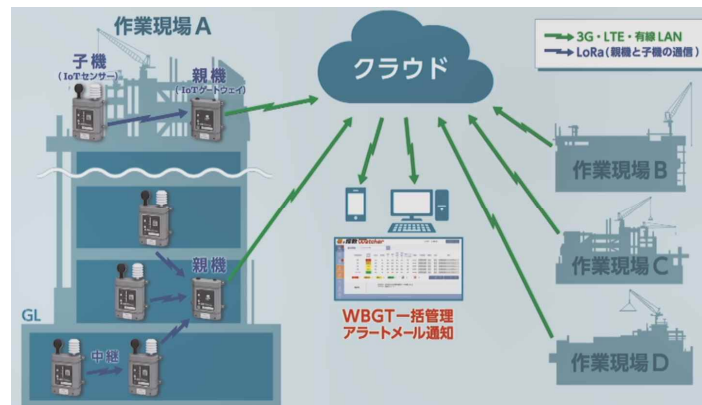 作業現場A
子機
(IoTセンサー)
親機
(IoTゲートウェイ)
クラウド
3G・LTE・有線LAN
LoRa(親機と子機の通信)
作業現場B
作業現場C
作業現場D
親機
GL
中継
Watcher
WBGT一括管理
アラートメール通知